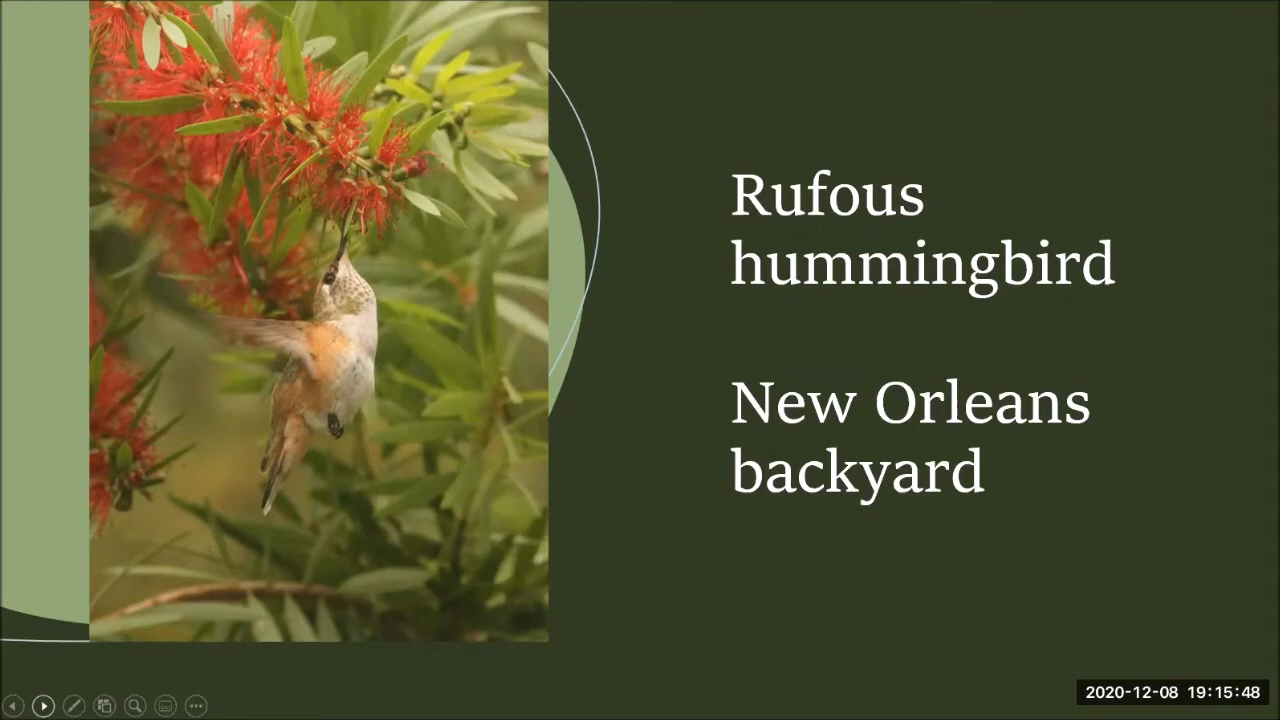 Rufous
hummingbird
New Orleans
backyard
2020-12-08 19:15:48